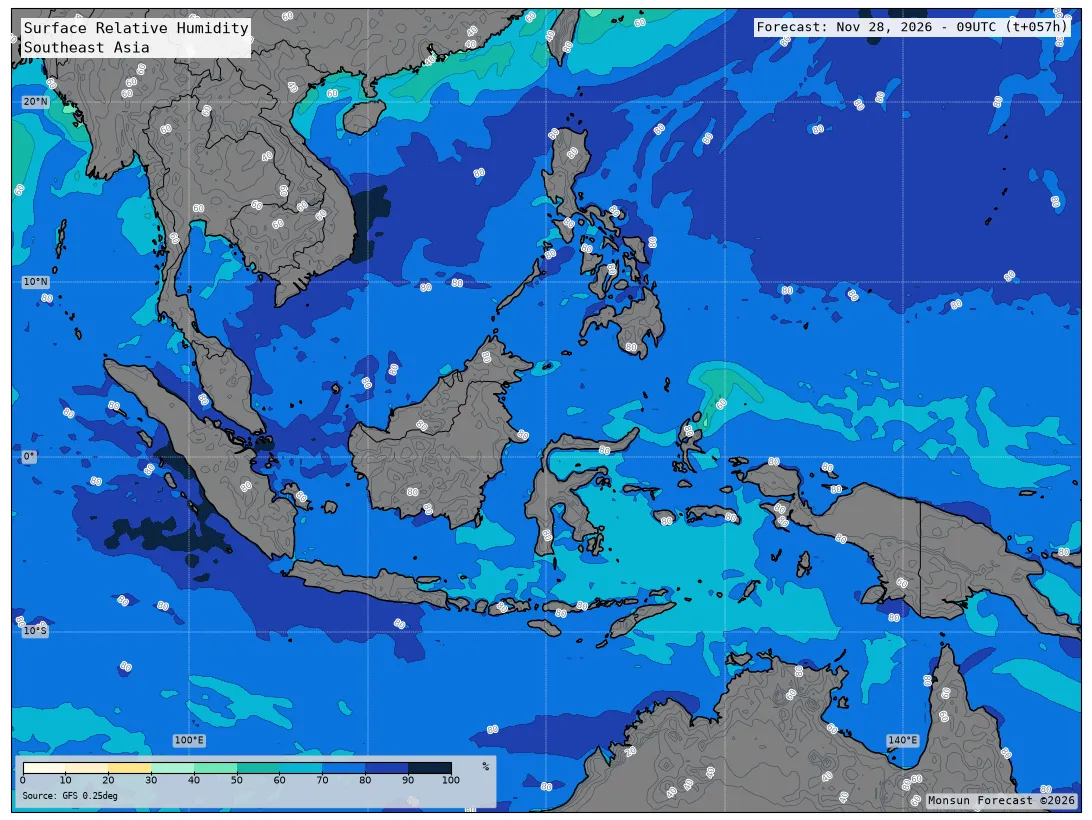 Surface Relative Humidity
Southeast Asia
Forecast: Nov 28, 2026 - 09UTC (t+057h)
20°N
10°N
0°
10°S
100°E
140°E
0 10 20 30 40 50 60 70 80 90 100
%
Source: GFS 0.25deg
Monsun Forecast ©2026